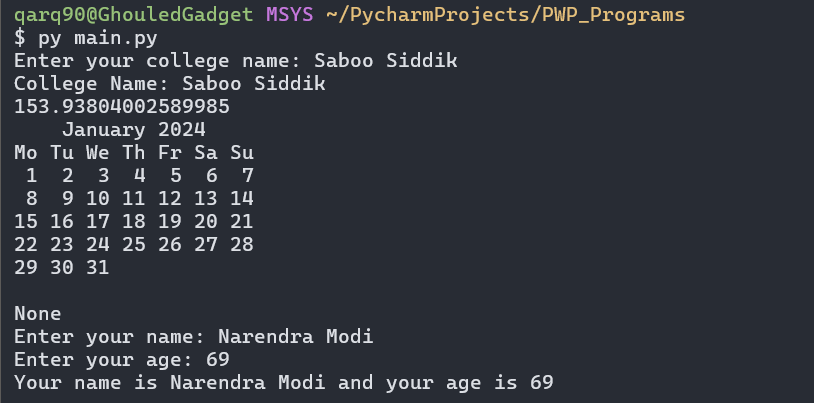 qarq90@GhouledGadget MSYS ~/PycharmProjects/PWP_Programs
$ py main.py
Enter your college name: Saboo Siddik
College Name: Saboo Siddik
153.93804002589985
    January 2024
Mo Tu We Th Fr Sa Su
 1  2  3  4  5  6  7
 8  9 10 11 12 13 14
15 16 17 18 19 20 21
22 23 24 25 26 27 28
29 30 31

None
Enter your name: Narendra Modi
Enter your age: 69
Your name is Narendra Modi and your age is 69